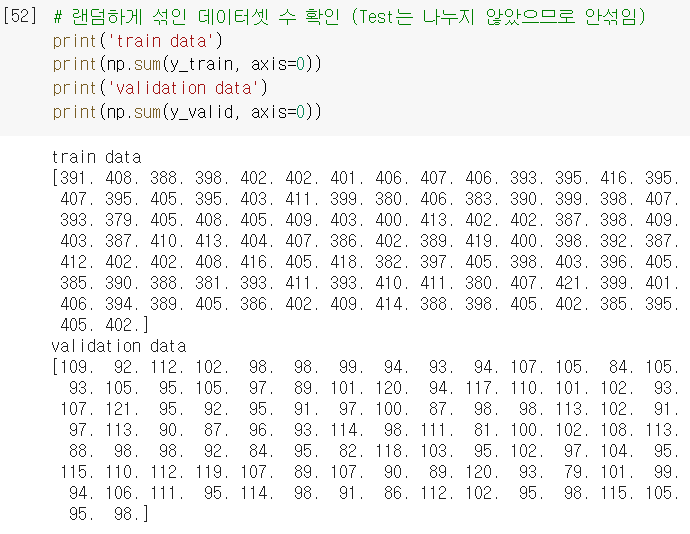 [52] # 랜덤하게 섞인 데이터셋 수 확인 (Test는 나누지 않았으므로 안섞임)
print('train data')
print(np.sum(y_train, axis=0))
print('validation data')
print(np.sum(y_valid, axis=0))
train data
[391. 408. 388. 398. 402. 402. 401. 406. 407. 406. 393. 395. 416. 395.
407. 395. 405. 395. 403. 411. 399. 380. 406. 383. 390. 399. 398. 407.
393. 379. 405. 408. 405. 409. 403. 400. 413. 402. 402. 387. 398. 409.
403. 387. 410. 413. 404. 407. 386. 402. 389. 419. 400. 398. 392. 387.
412. 402. 402. 408. 416. 405. 418. 382. 397. 405. 398. 403. 396. 405.
385. 390. 388. 381. 393. 411. 393. 410. 411. 380. 407. 421. 399. 401.
406. 394. 389. 405. 386. 402. 409. 414. 388. 398. 405. 402. 385. 395.
405. 402.]
validation data
[109. 92. 112. 102. 98. 98. 99. 94. 93. 94. 107. 105. 84. 105.
93. 105. 95. 105. 97. 89. 101. 120. 94. 117. 110. 101. 102. 93.
107. 121. 95. 92. 95. 91. 97. 100. 87. 98. 98. 113. 102. 91.
97. 113. 90. 87. 96. 93. 114. 98. 111. 81. 100. 102. 108. 113.
88. 98. 98. 92. 84. 95. 82. 118. 103. 95. 102. 97. 104. 95.
115. 110. 112. 119. 107. 89. 107. 90. 89. 120. 93. 79. 101. 99.
94. 106. 111. 95. 114. 98. 91. 86. 112. 102. 95. 98. 115. 105.
95. 98.]